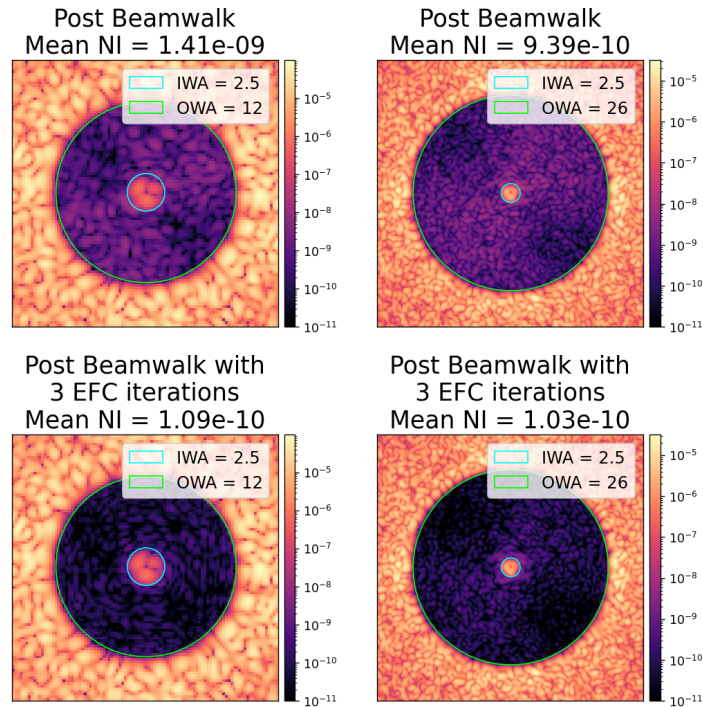 Post Beamwalk
Mean NI = 1.41e-09
IWA = 2.5
OWA = 12
10⁻⁵
10⁻⁶
10⁻⁷
10⁻⁸
10⁻⁹
10⁻¹⁰
10⁻¹¹
Post Beamwalk
Mean NI = 9.39e-10
IWA = 2.5
OWA = 26
10⁻⁵
10⁻⁶
10⁻⁷
10⁻⁸
10⁻⁹
10⁻¹⁰
10⁻¹¹
Post Beamwalk with
3 EFC iterations
Mean NI = 1.09e-10
IWA = 2.5
OWA = 12
10⁻⁵
10⁻⁶
10⁻⁷
10⁻⁸
10⁻⁹
10⁻¹⁰
10⁻¹¹
Post Beamwalk with
3 EFC iterations
Mean NI = 1.03e-10
IWA = 2.5
OWA = 26
10⁻⁵
10⁻⁶
10⁻⁷
10⁻⁸
10⁻⁹
10⁻¹⁰
10⁻¹¹